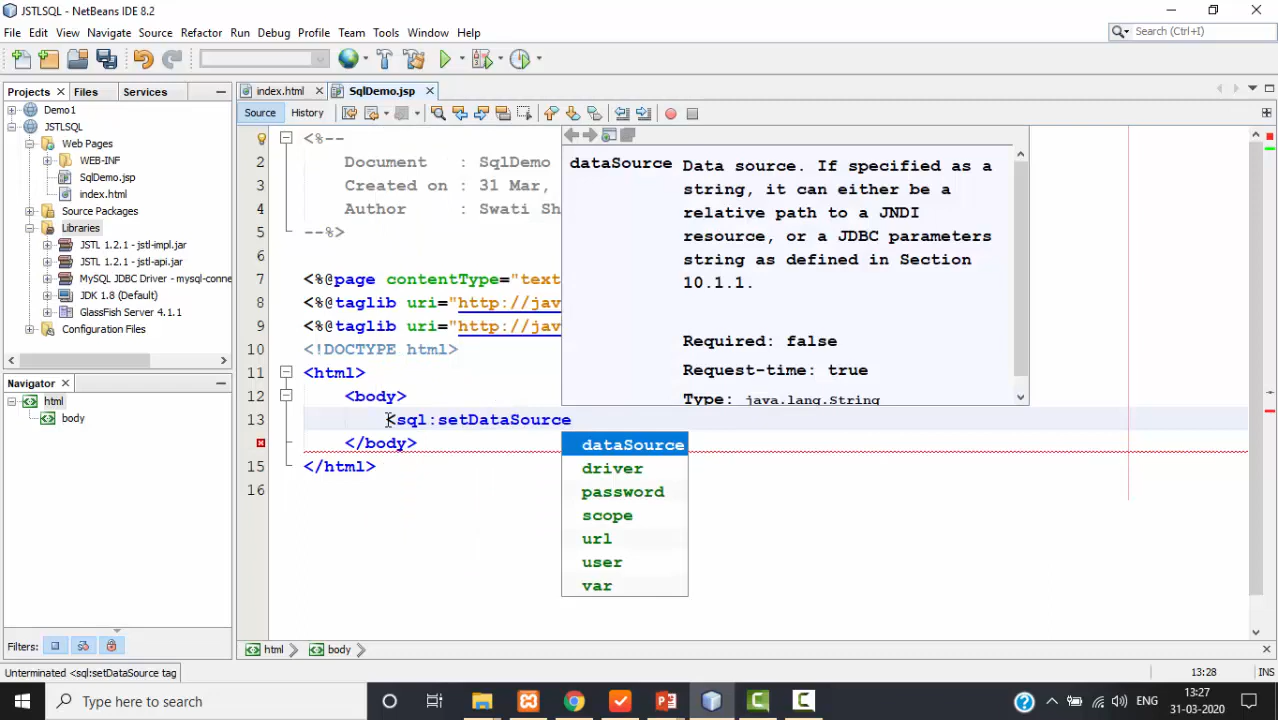 JSTLSQL - NetBeans IDE 8.2
File Edit View Navigate Source Refactor Run Debug Profile Team Tools Window Help
Search (Ctrl+I)
Projects Files Services
index.html SqlDemo.jsp
Demo1
JSTLSQL
Web Pages
WEB-INF
SqlDemo.jsp
index.html
Source Packages
Libraries
JSTL 1.2.1 - jstl-impl.jar
JSTL 1.2.1 - jstl-api.jar
MySQL JDBC Driver - mysql-conne
JDK 1.8 (Default)
GlassFish Server 4.1.1
Configuration Files
Navigator
html
body
Filters:
Source History
<%--
2 Document : SqlDemo
3 Created on : 31 Mar,
4 Author : Swati Sh
5 --%>
6
7 <%@page contentType="text
8 <%@taglib uri="http://jav
9 <%@taglib uri="http://jav
10 <!DOCTYPE html>
11 <html>
12 <body>
13 <sql:setDataSource
</body>
15 </html>
16
dataSource
Data source. If specified as a
string, it can either be a
relative path to a JNDI
resource, or a JDBC parameters
string as defined in Section
10.1.1.
Required: false
Request-time: true
Type: java.lang.String
dataSource
driver
password
scope
url
user
var
html body
Unterminated <sql:setDataSource tag
13:28 INS
Type here to search
ENG
13:27
31-03-2020